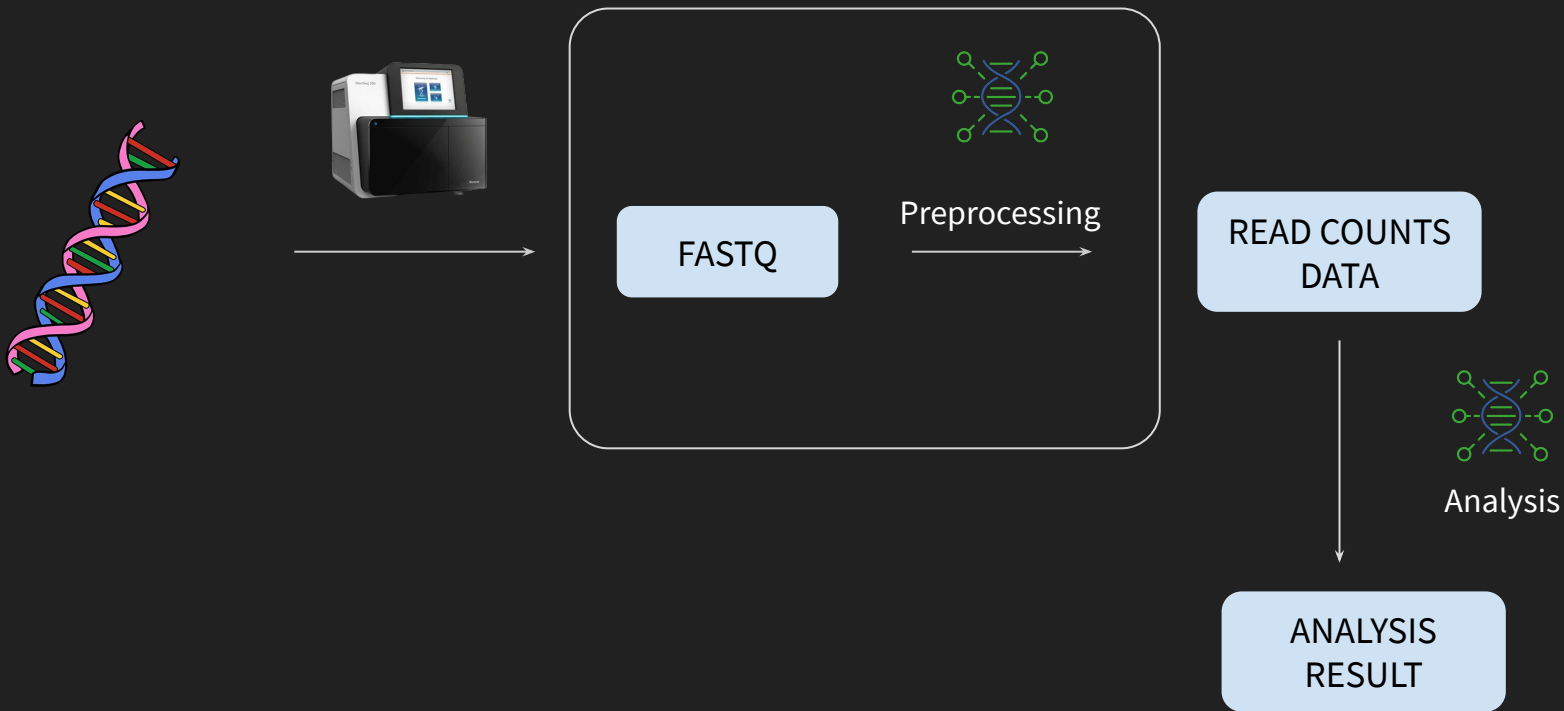 FASTQ
Preprocessing
READ COUNTS
DATA
Analysis
ANALYSIS
RESULT